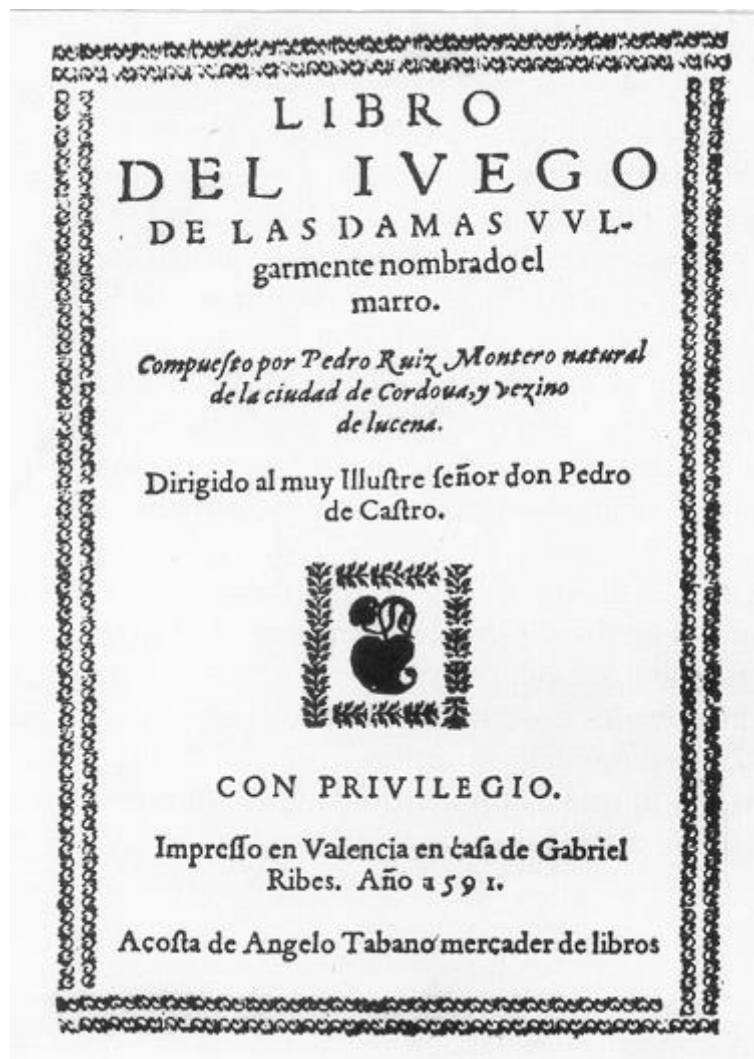 LIBRO
DEL IVEGO
DE LAS DAMAS VVL-
garmente nombrado el
marro.
Compueſto por Pedro Ruiz Montero natural
de la ciudad de Cordoua, y vezino
de lucena.
Dirigido al muy Illuſtre ſeñor don Pedro
de Caſtro.
CON PRIVILEGIO.
Impreſſo en Valencia en caſa de Gabriel
Ribes. Año 1591.
Acoſta de Angelo Tabano mercader de libros